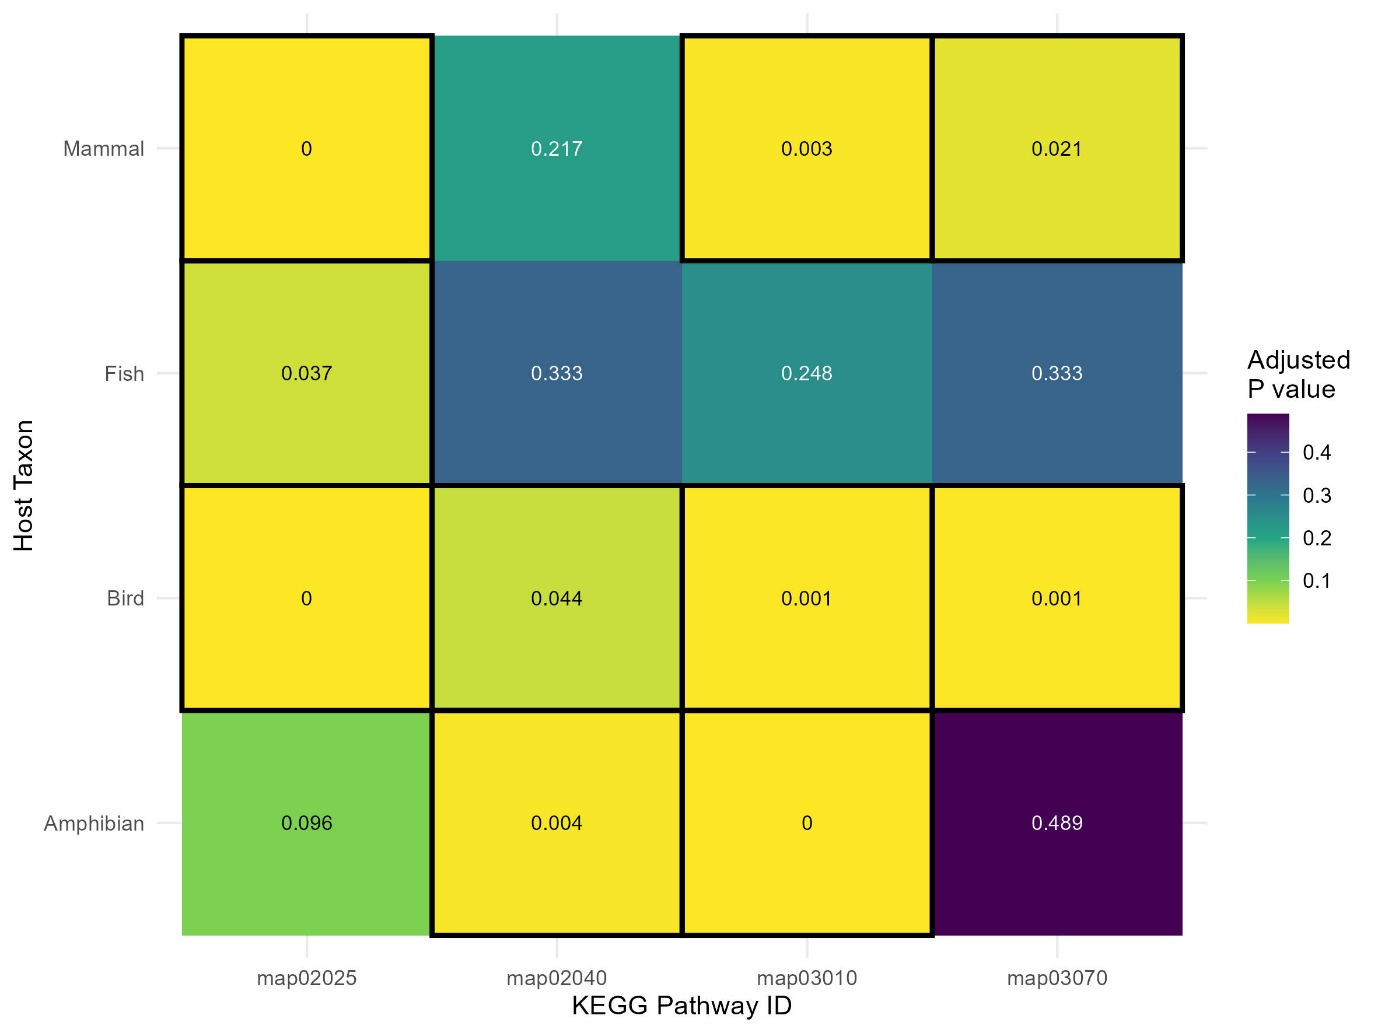 Mammal
0
0.217
0.003
0.021
Fish
0.037
0.333
0.248
0.333
Bird
0
0.044
0.001
0.001
Amphibian
0.096
0.004
0
0.489
map02025
map02040
map03010
map03070
KEGG Pathway ID
Host Taxon
Adjusted
P value
0.4
0.3
0.2
0.1